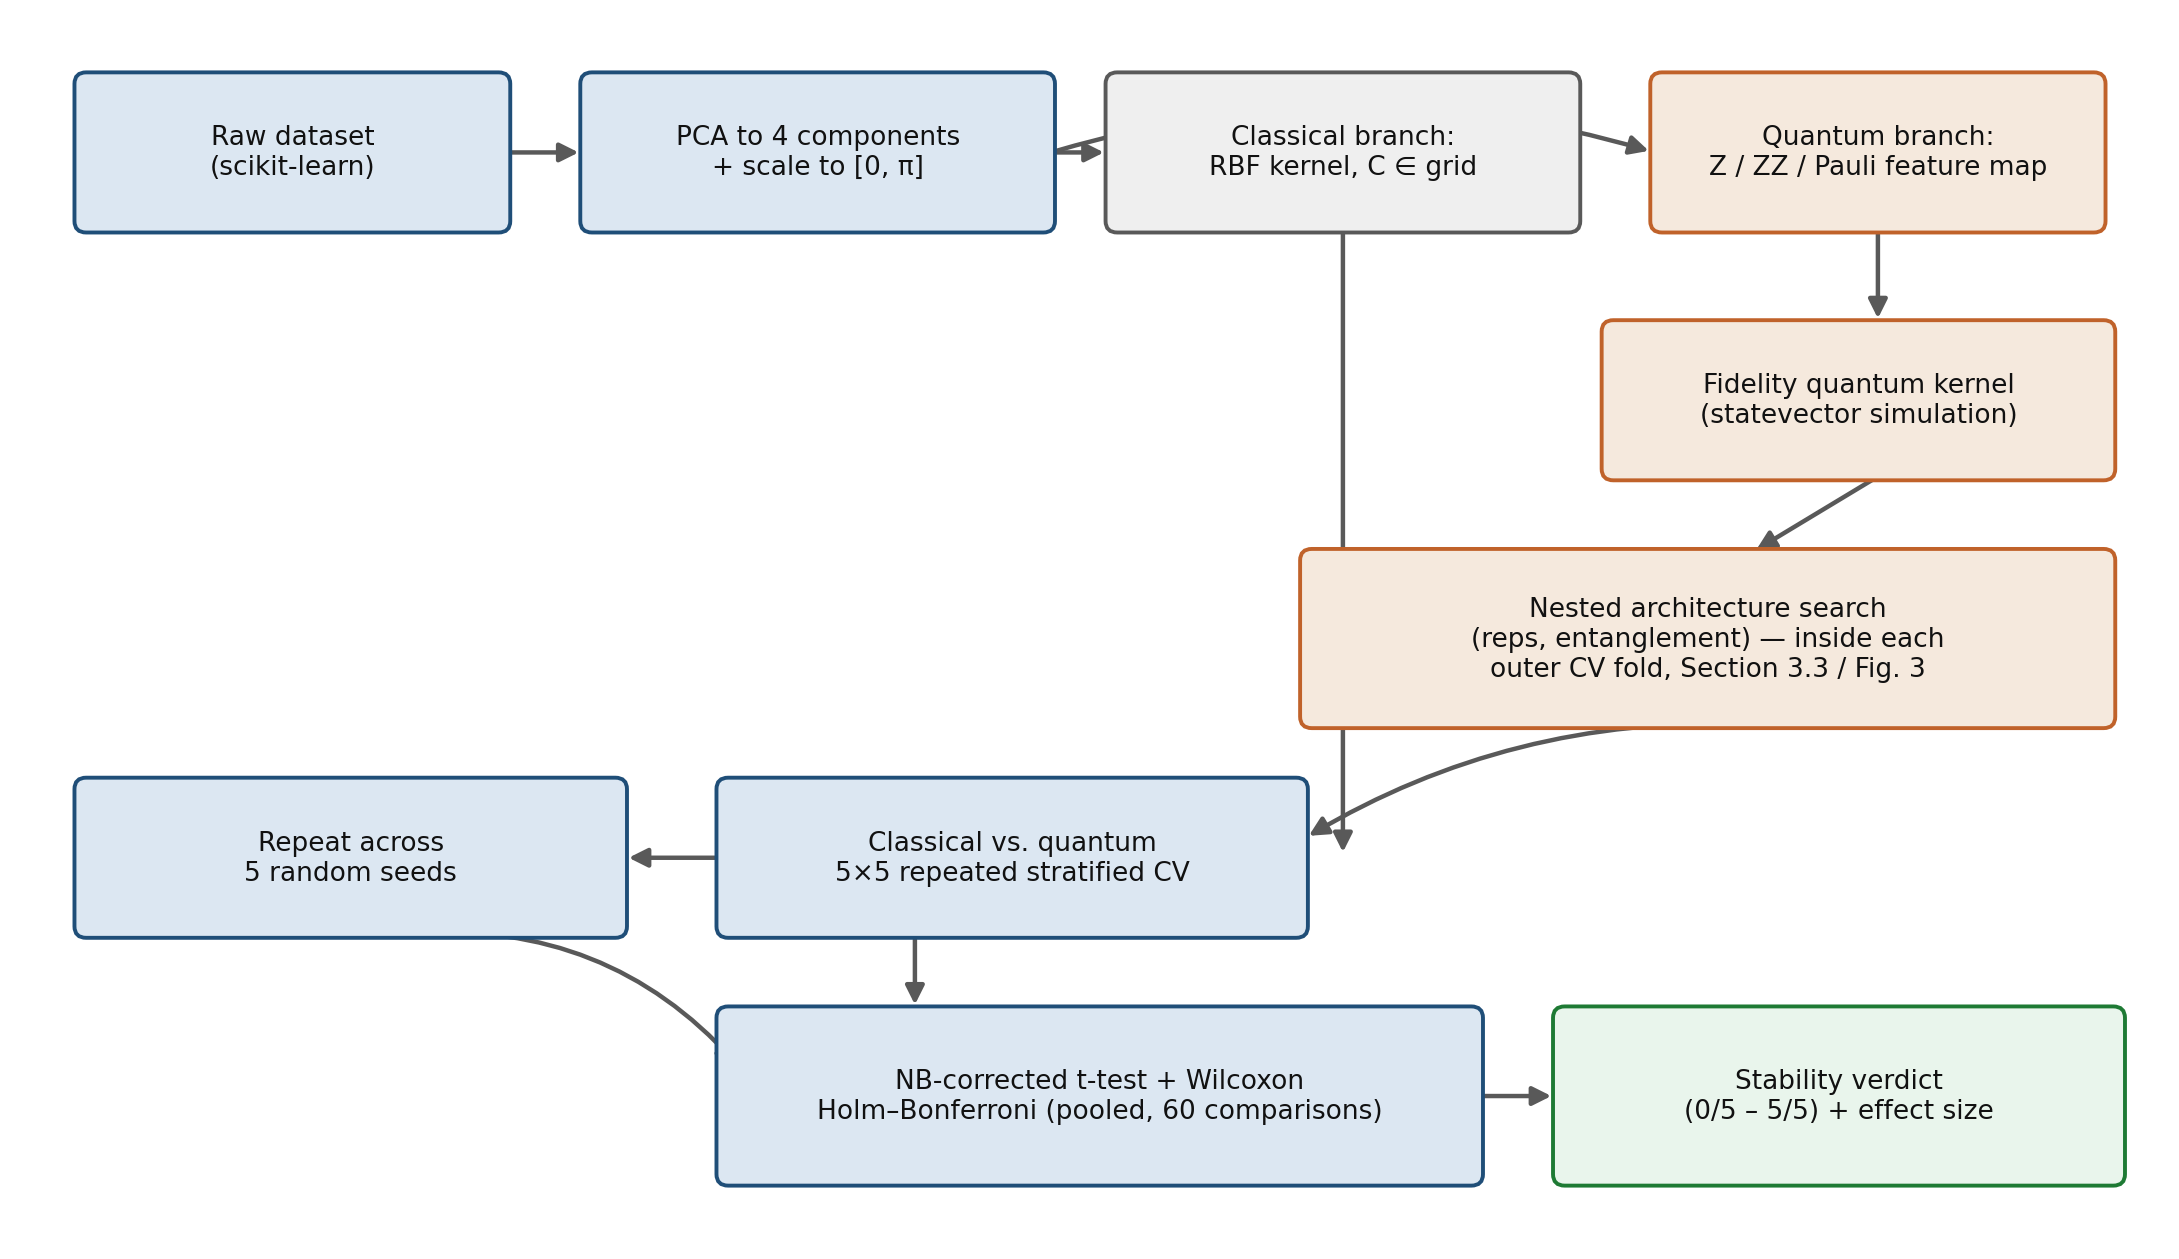 Raw dataset
(scikit-learn)
PCA to 4 components
+ scale to [0, π]
Classical branch:
RBF kernel, C ∈ grid
Quantum branch:
Z / ZZ / Pauli feature map
Fidelity quantum kernel
(statevector simulation)
Nested architecture search
(reps, entanglement) — inside each
outer CV fold, Section 3.3 / Fig. 3
Repeat across
5 random seeds
Classical vs. quantum
5×5 repeated stratified CV
NB-corrected t-test + Wilcoxon
Holm–Bonferroni (pooled, 60 comparisons)
Stability verdict
(0/5 – 5/5) + effect size